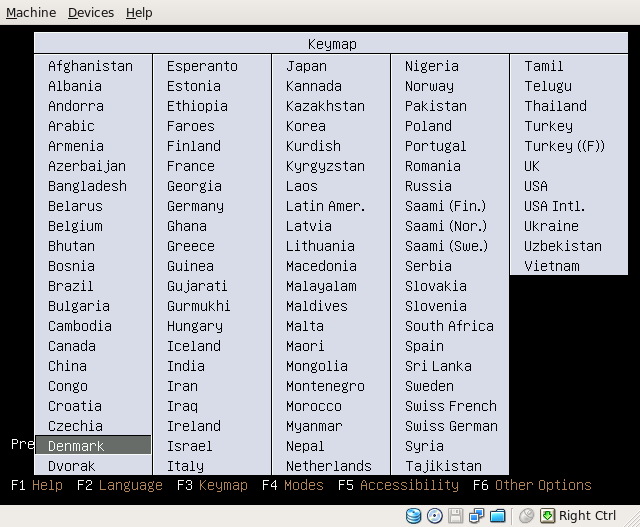 Machine Devices Help
Keymap
Afghanistan Esperanto Japan Nigeria Tamil
Albania Estonia Kannada Norway Telugu
Andorra Ethiopia Kazakhstan Pakistan Thailand
Arabic Faroes Korea Poland Turkey
Armenia Finland Kurdish Portugal Turkey ((F))
Azerbaijan France Kyrgyzstan Romania UK
Bangladesh Georgia Laos Russia USA
Belarus Germany Latin Amer. Saami (Fin.) USA Intl.
Belgium Ghana Latvia Saami (Nor.) Ukraine
Bhutan Greece Lithuania Saami (Swe.) Uzbekistan
Bosnia Guinea Macedonia Serbia Vietnam
Brazil Gujarati Malayalam Slovakia
Bulgaria Gurmukhi Maldives Slovenia
Cambodia Hungary Malta South Africa
Canada Iceland Maori Spain
China India Mongolia Sri Lanka
Congo Iran Montenegro Sweden
Croatia Iraq Morocco Swiss French
Czechia Ireland Myanmar Swiss German
Pre Denmark Israel Nepal Syria
Dvorak Italy Netherlands Tajikistan
F1 Help F2 Language F3 Keymap F4 Modes F5 Accessibility F6 Other Options
Right Ctrl